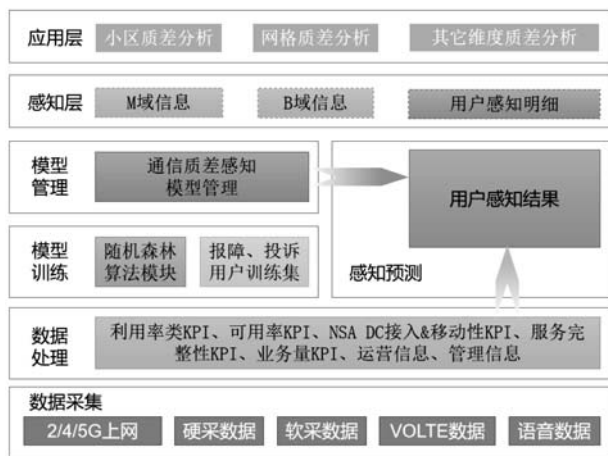 应用层
小区质差分析
网格质差分析
其它维度质差分析
感知层
M域信息
B域信息
用户感知明细
模型
管理
通信质差感知
模型管理
用户感知结果
模型
训练
随机森林
算法模块
报障、投诉
用户训练集
感知预测
数据
处理
利用率类KPI、可用率KPI、NSA DC接入&移动性KPI、服务完
整性KPI、业务量KPI、运营信息、管理信息
数据采集
2/4/5G上网
硬采数据
软采数据
VOLTE数据
语音数据